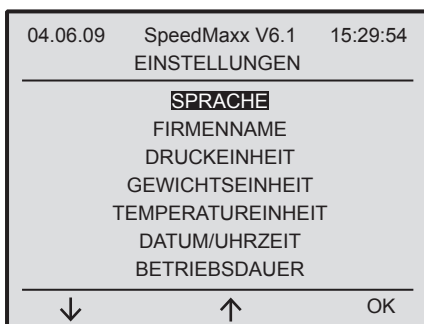 04.06.09 SpeedMaxx V6.1 15:29:54
EINSTELLUNGEN
SPRACHE
FIRMENNAME
DRUCKEINHEIT
GEWICHTSEINHEIT
TEMPERATUREINHEIT
DATUM/UHRZEIT
BETRIEBSDAUER
↓ ↑ OK